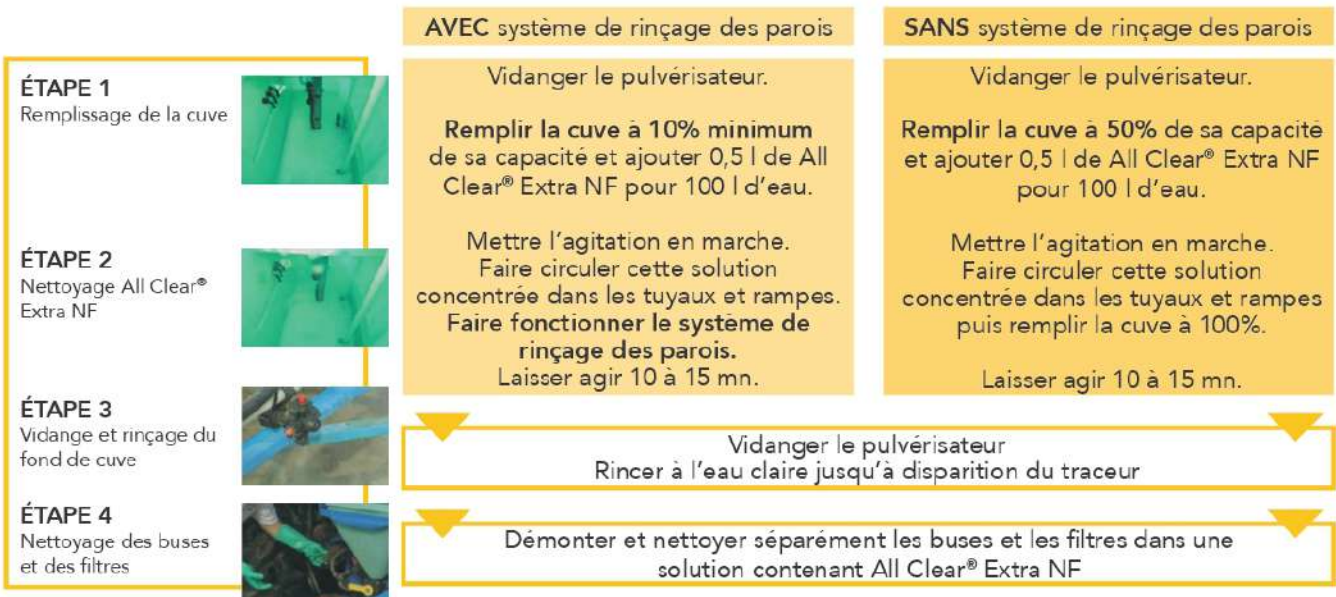 AVEC système de rinçage des parois
SANS système de rinçage des parois
ÉTAPE 1
Remplissage de la cuve
Vidanger le pulvérisateur.
Remplir la cuve à 10% minimum
de sa capacité et ajouter 0,5 l de All
Clear® Extra NF pour 100 l d'eau.
Vidanger le pulvérisateur.
Remplir la cuve à 50% de sa capacité
et ajouter 0,5 l de All Clear® Extra NF
pour 100 l d'eau.
ÉTAPE 2
Nettoyage All Clear®
Extra NF
Mettre l'agitation en marche.
Faire circuler cette solution
concentrée dans les tuyaux et rampes.
Faire fonctionner le système de
rinçage des parois.
Laisser agir 10 à 15 mn.
Mettre l'agitation en marche.
Faire circuler cette solution
concentrée dans les tuyaux et rampes
puis remplir la cuve à 100%.
Laisser agir 10 à 15 mn.
ÉTAPE 3
Vidange et rinçage du
fond de cuve
Vidanger le pulvérisateur
Rincer à l'eau claire jusqu'à disparition du traceur
ÉTAPE 4
Nettoyage des buses
et des filtres
Démonter et nettoyer séparément les buses et les filtres dans une
solution contenant All Clear® Extra NF